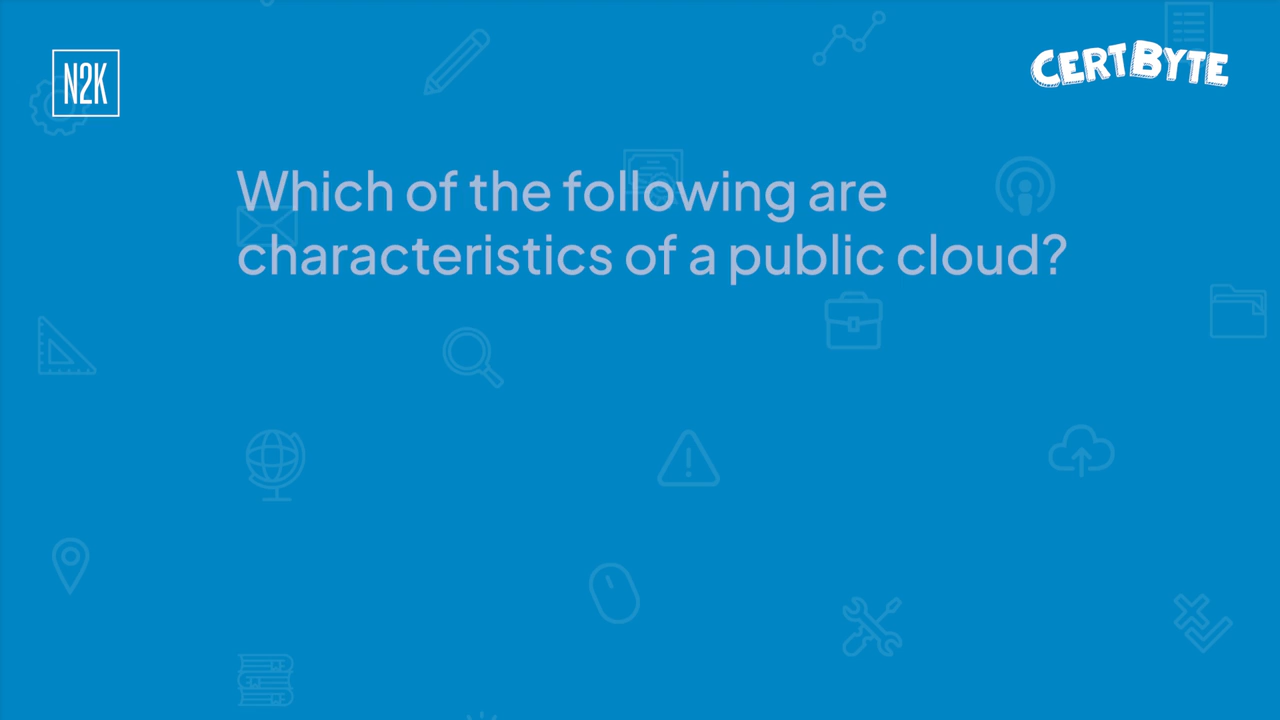 N2K
CERTBYTE
Which of the following are
characteristics of a public cloud?